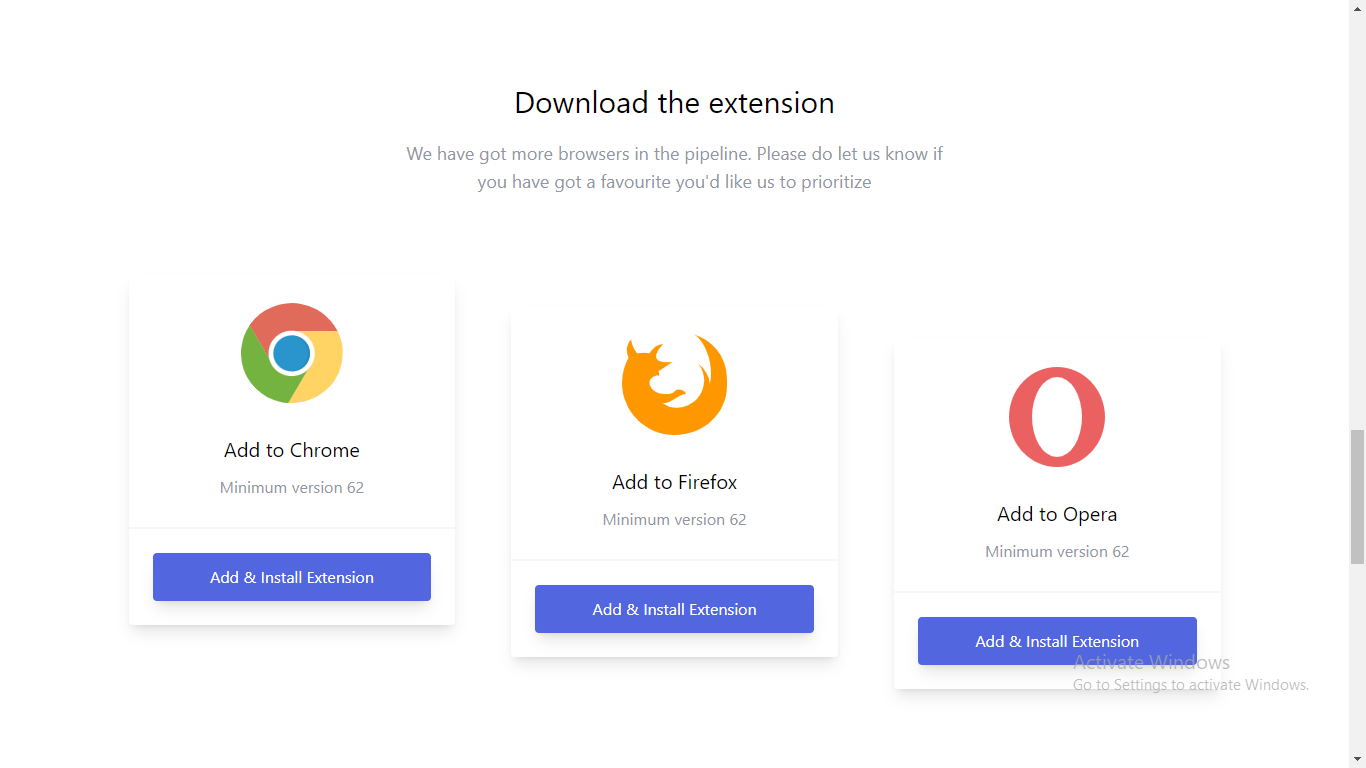 Download the extension
We have got more browsers in the pipeline. Please do let us know if
you have got a favourite you'd like us to prioritize
Add to Chrome
Minimum version 62
Add & Install Extension
Add to Firefox
Minimum version 62
Add & Install Extension
Add to Opera
Minimum version 62
Add & Install Extension
Activate Windows
Go to Settings to activate Windows.